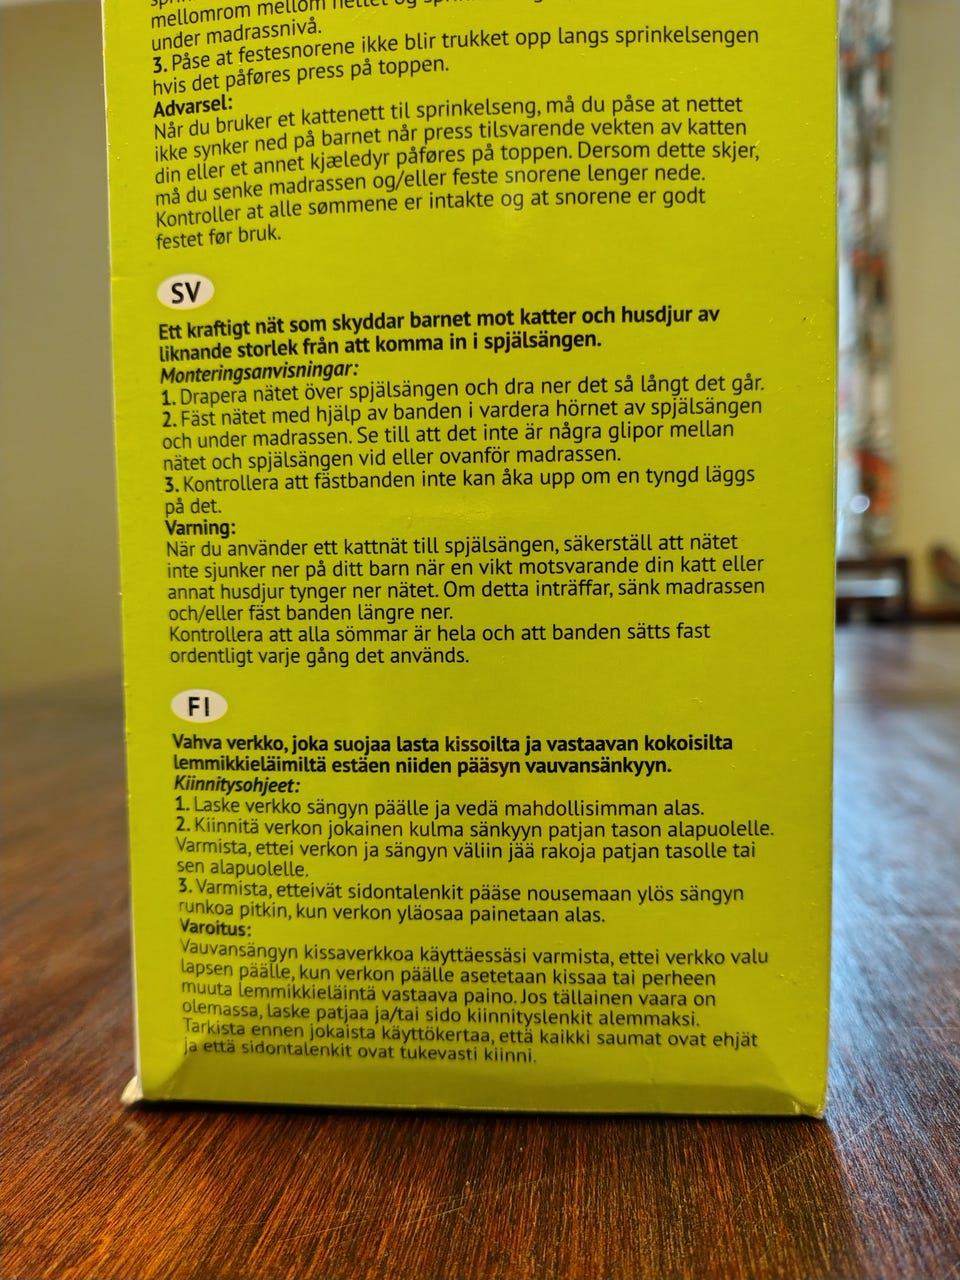 mellomrom mellom nettet og
under madrassnivå.
3. Påse at festesnorene ikke blir trukket opp langs sprinkelsengen
hvis det påføres press på toppen.
Advarsel:
Når du bruker et kattenett til sprinkelseng, må du påse at nettet
ikke synker ned på barnet når press tilsvarende vekten av katten
din eller et annet kjæledyr påføres på toppen. Dersom dette skjer,
må du senke madrassen og/eller feste snorene lenger nede.
Kontroller at alle sømmene er intakte og at snorene er godt
festet før bruk.
SV
Ett kraftigt nät som skyddar barnet mot katter och husdjur av
liknande storlek från att komma in i spjälsängen.
Monteringsanvisningar:
1. Drapera nätet över spjälsängen och dra ner det så långt det går.
2. Fäst nätet med hjälp av banden i vardera hörnet av spjälsängen
och under madrassen. Se till att det inte är några glipor mellan
nätet och spjälsängen vid eller ovanför madrassen.
3. Kontrollera att fästbanden inte kan åka upp om en tyngd läggs
på det.
Varning:
När du använder ett kattnät till spjälsängen, säkerställ att nätet
inte sjunker ner på ditt barn när en vikt motsvarande din katt eller
annat husdjur tynger ner nätet. Om detta inträffar, sänk madrassen
och/eller fäst banden längre ner.
Kontrollera att alla sömmar är hela och att banden sätts fast
ordentligt varje gång det används.
FI
Vahva verkko, joka suojaa lasta kissoilta ja vastaavan kokoisilta
lemmikkieläimiltä estäen niiden pääsyn vauvansänkyyn.
Kiinnitysohjeet:
1. Laske verkko sängyn päälle ja vedä mahdollisimman alas.
2. Kiinnitä verkon jokainen kulma sänkyyn patjan tason alapuolelle.
Varmista, ettei verkon ja sängyn väliin jää rakoja patjan tasolle tai
sen alapuolelle.
3. Varmista, etteivät sidontalenkit pääse nousemaan ylös sängyn
runkoa pitkin, kun verkon yläosaa painetaan alas.
Varoitus:
Vauvansängyn kissaverkkoa käyttäessäsi varmista, ettei verkko valu
lapsen päälle, kun verkon päälle asetetaan kissaa tai perheen
muuta lemmikkieläintä vastaava paino. Jos tällainen vaara on
olemassa, laske patjaa ja/tai sido kiinnityslenkit alemmaksi.
Tarkista ennen jokaista käyttökertaa, että kaikki saumat ovat ehjät
ja että sidontalenkit ovat tukevasti kiinni.